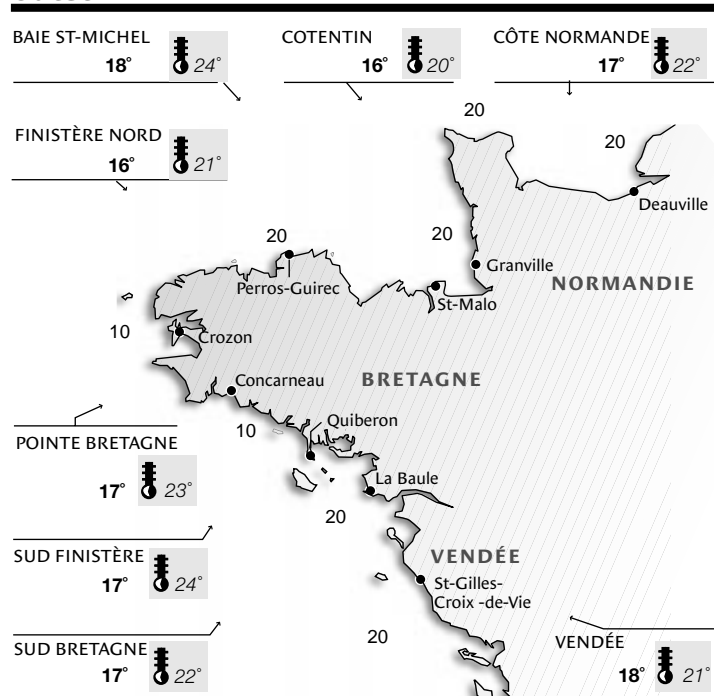 BAIE ST-MICHEL
18° 24°
COTENTIN
16° 20°
CÔTE NORMANDE
17° 22°
FINISTÈRE NORD
16° 21°
20
20
Deauville
20
20
Granville
NORMANDIE
Perros-Guirec
St-Malo
10
Crozon
BRETAGNE
Concarneau
10
Quiberon
POINTE BRETAGNE
17° 23°
La Baule
20
SUD FINISTÈRE
17° 24°
VENDÉE
St-Gilles-
Croix -de-Vie
20
SUD BRETAGNE
17° 22°
VENDÉE
18° 21°